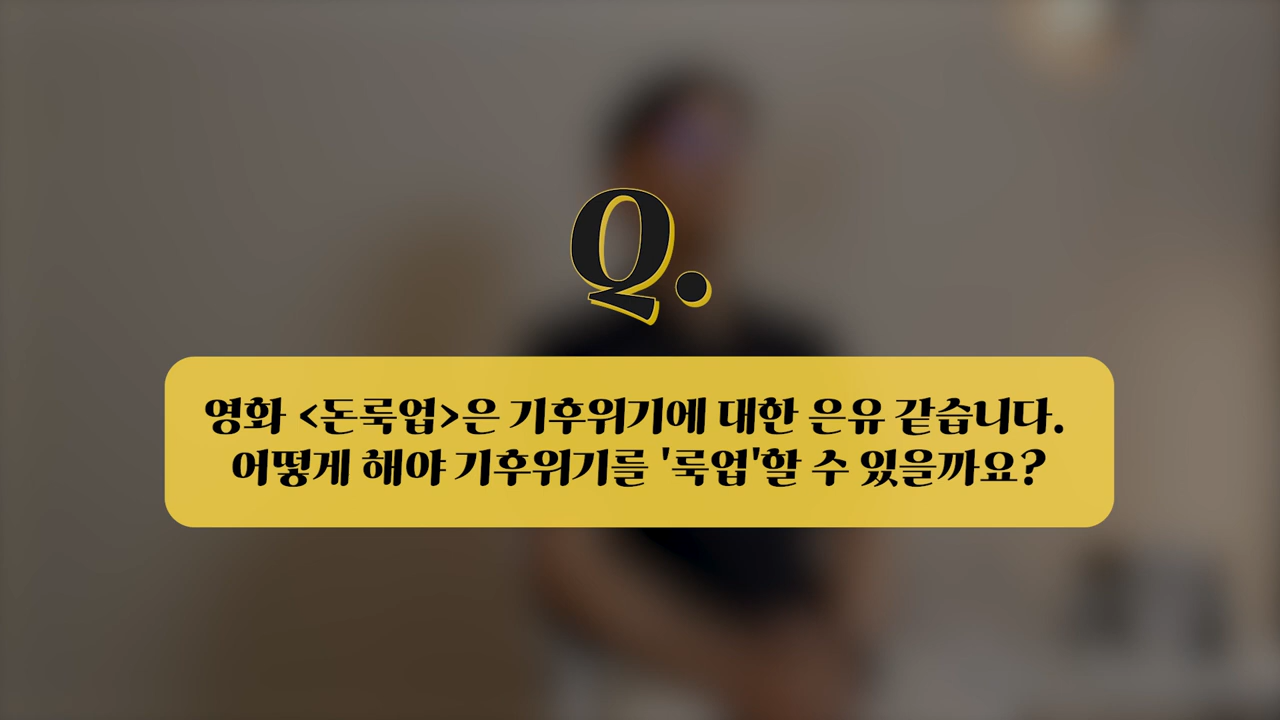 Q.
영화 <돈룩업>은 기후위기에 대한 은유 같습니다.
어떻게 해야 기후위기를 '룩업'할 수 있을까요?